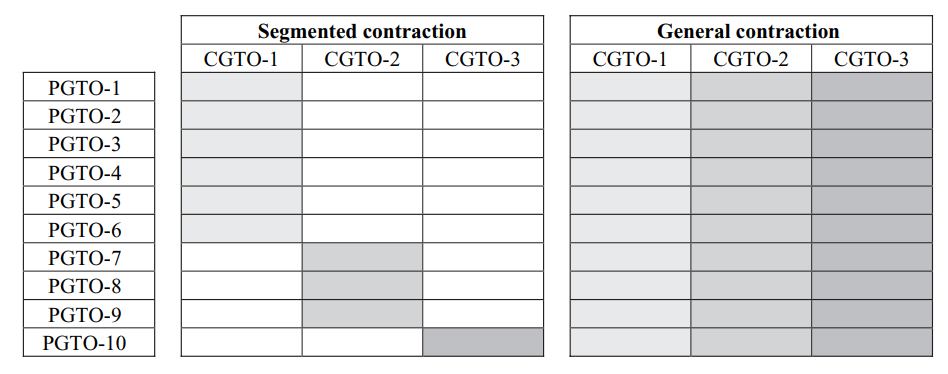 Segmented contraction General contraction
CGTO-1 CGTO-2 CGTO-3 CGTO-1 CGTO-2 CGTO-3
PGTO-1
PGTO-2
PGTO-3
PGTO-4
PGTO-5
PGTO-6
PGTO-7
PGTO-8
PGTO-9
PGTO-10